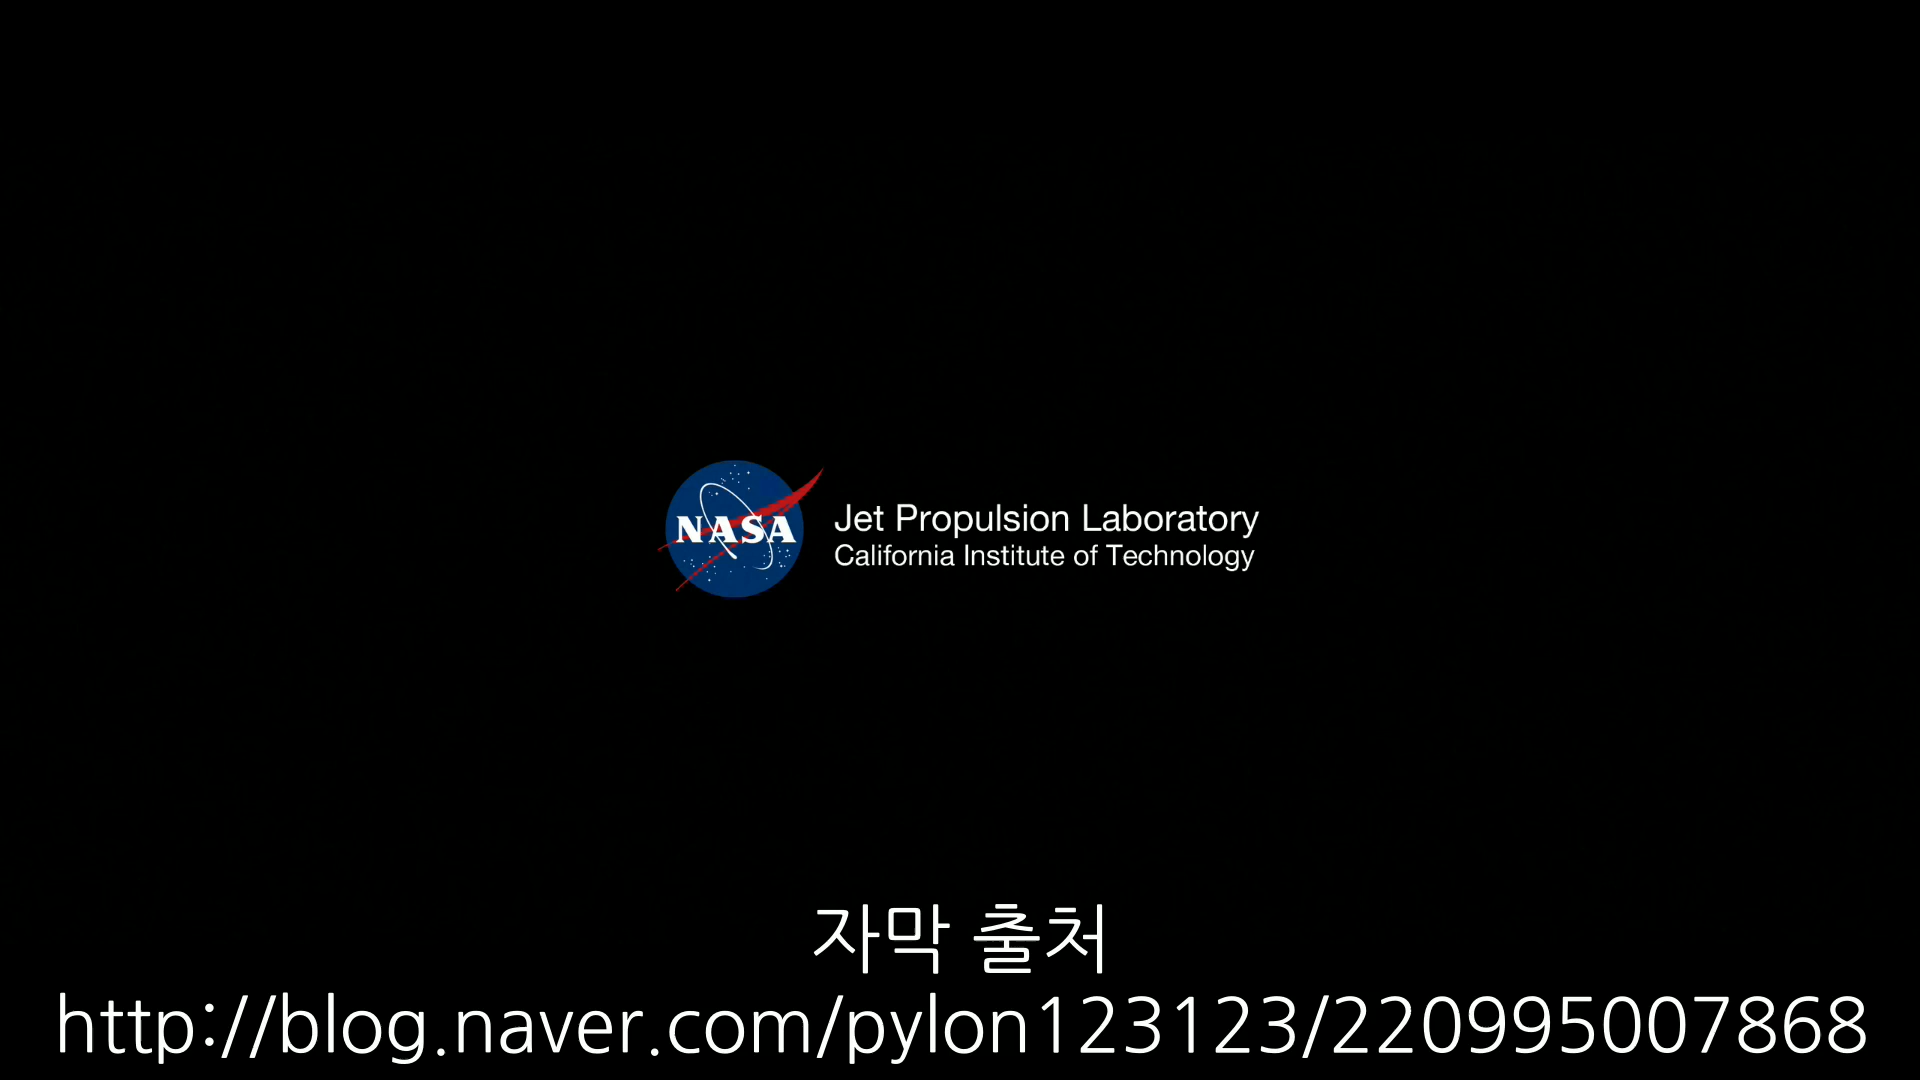 NASA
Jet Propulsion Laboratory
California Institute of Technology
자막 출처
http://blog.naver.com/pylon123123/220995007868